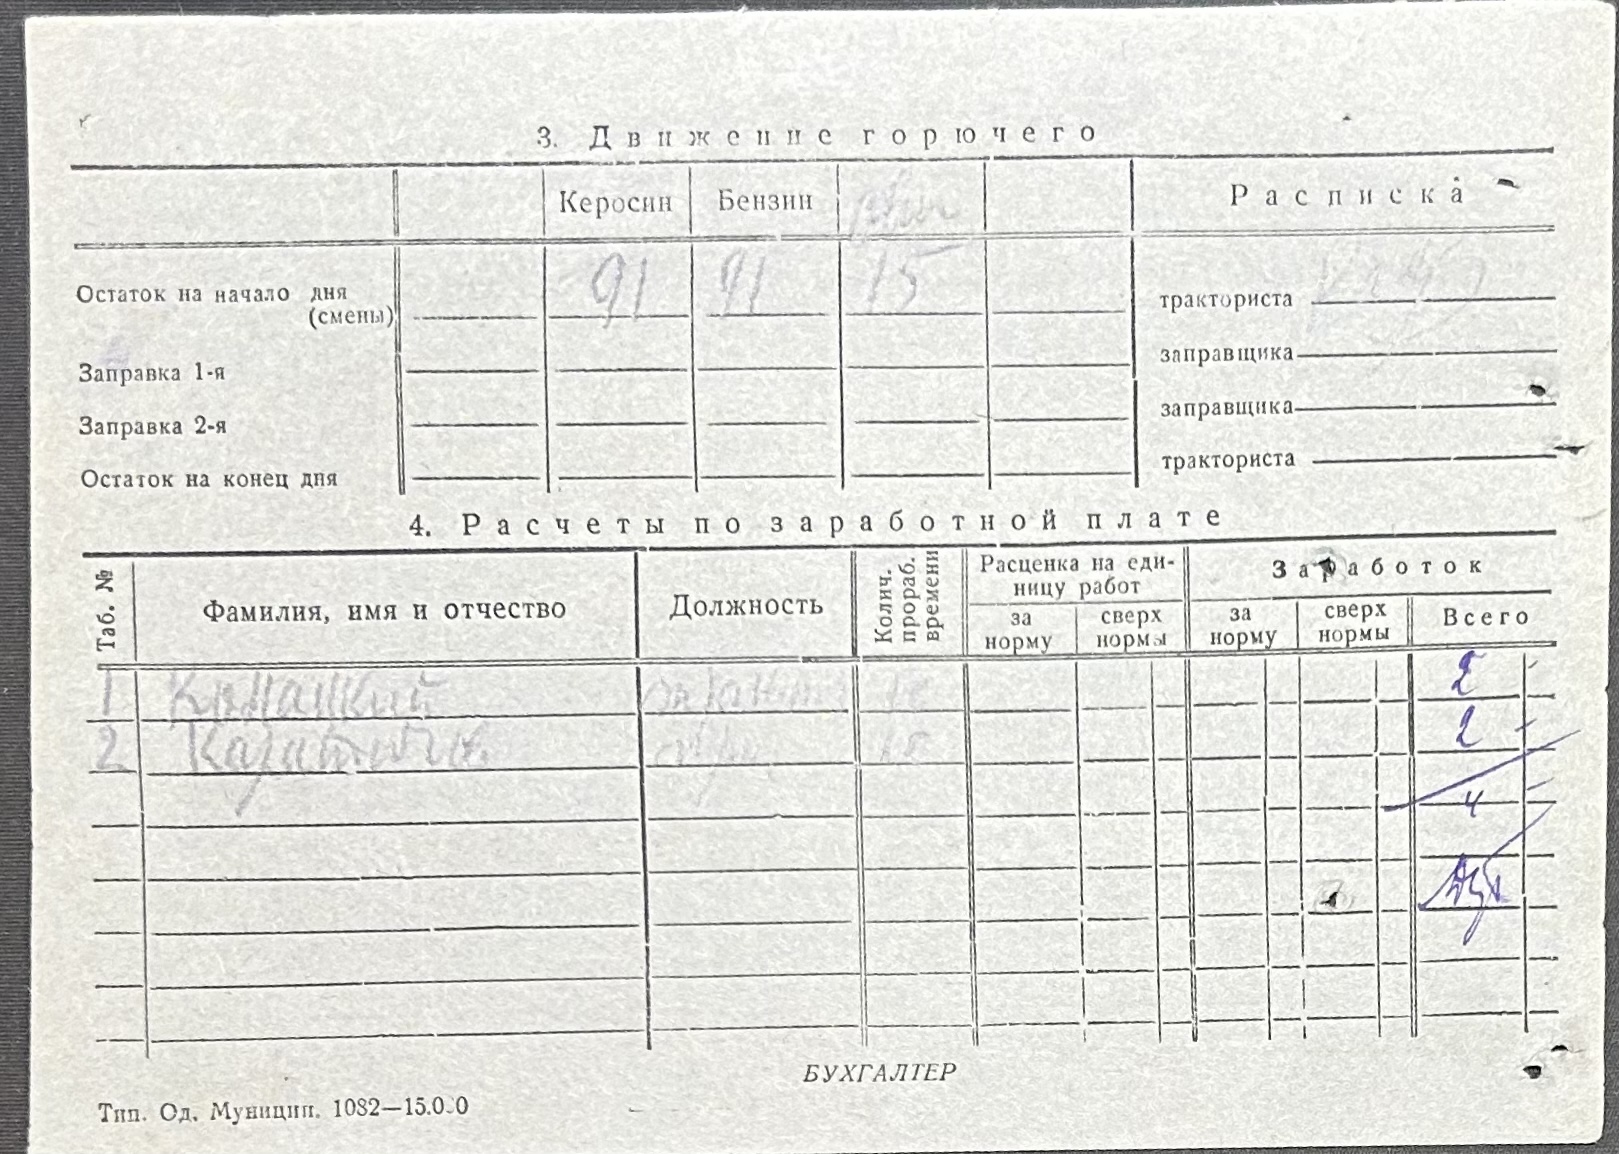 3. Движение горючего
Керосин Бензин Расписка
Остаток на начало дня (смены) 91 91 15 тракториста
Заправка 1-я заправщика
Заправка 2-я заправщика
Остаток на конец дня тракториста
4. Расчеты по заработной плате
Таб. № Фамилия, имя и отчество Должность Колич. прораб. времени Расценка на единицу работ Заработок
за норму сверх нормы за норму сверх нормы Всего
1 2 -
2 2 -
4 -
БУХГАЛТЕР
Тип. Од. Муницип. 1082—15.0